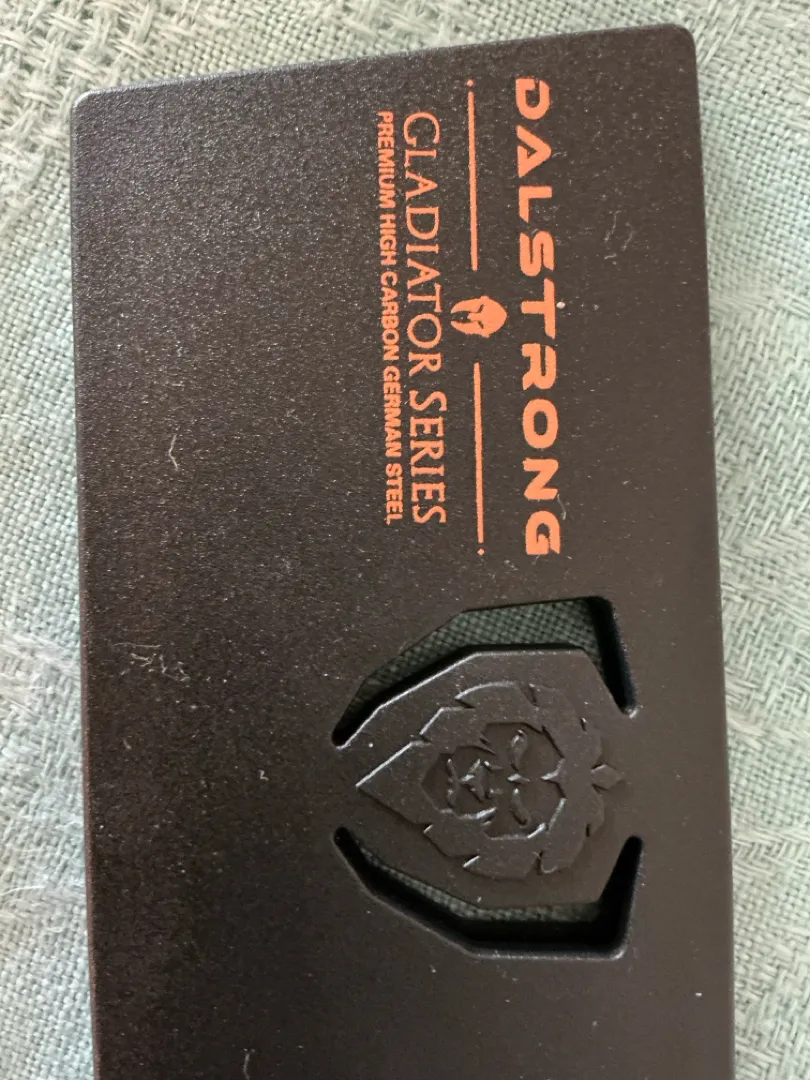 DALSTRONG
GLADIATOR SERIES
PREMIUM HIGH CARBON GERMAN STEEL